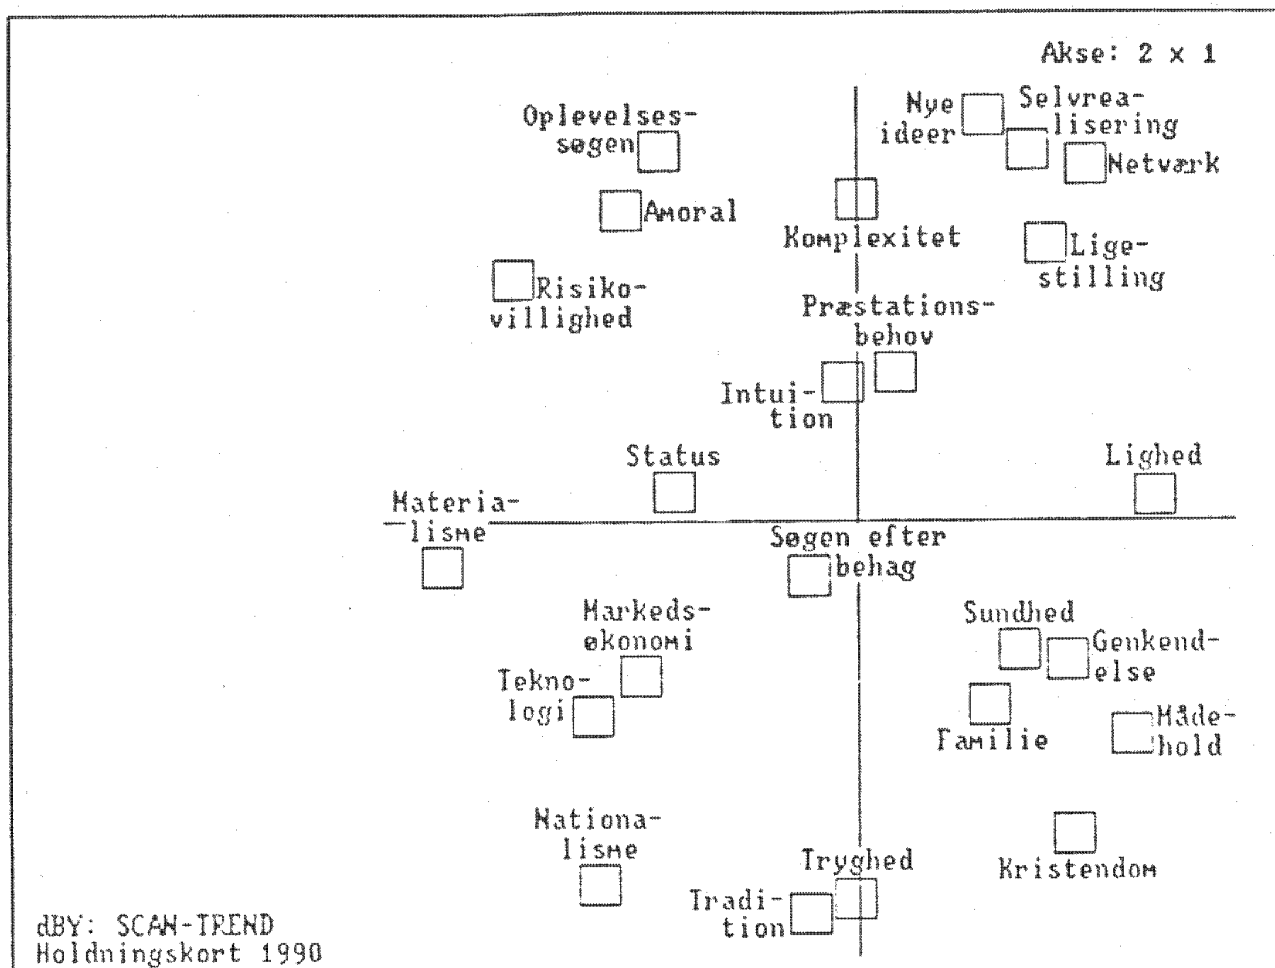 Akse: 2 x 1
Oplevelses-
søgen
Nye
ideer
Selvrea-
lisering
Netværk
Amoral
Komplexitet
Lige-
stilling
Risiko-
villighed
Præstations-
behov
Intui-
tion
Status
Lighed
Materia-
lisme
Søgen efter
behag
Markeds-
økonomi
Sundhed
Genkend-
else
Tekno-
logi
Familie
Måde-
hold
Nationa-
lisme
Tryghed
Kristendom
Tradi-
tion
dBY: SCAN-TREND
Holdningskort 1990